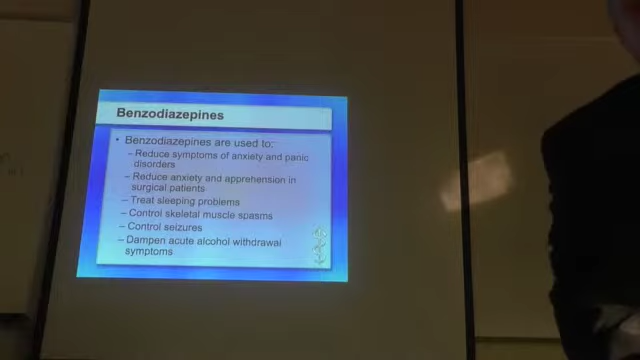 Benzodiazepines
• Benzodiazepines are used to:
– Reduce symptoms of anxiety and panic
disorders
– Reduce anxiety and apprehension in
surgical patients
– Treat sleeping problems
– Control skeletal muscle spasms
– Control seizures
– Dampen acute alcohol withdrawal
symptoms